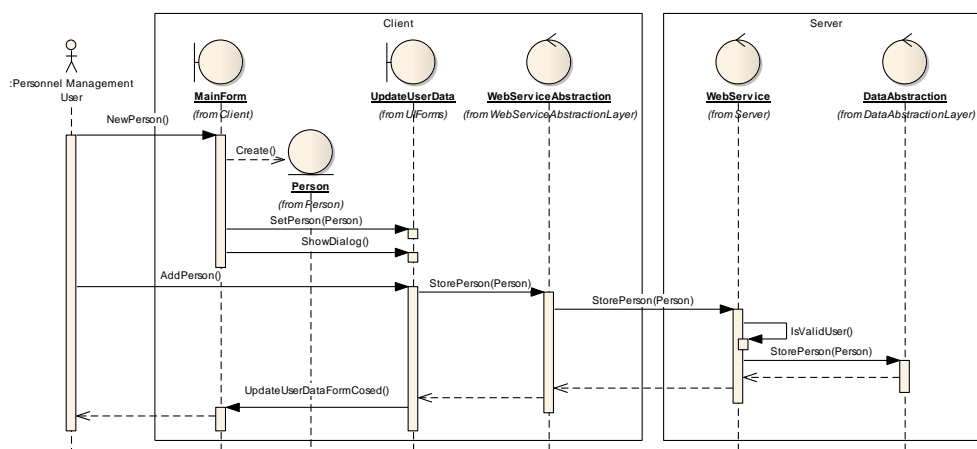 Client
Server
:Personnel Management
User
MainForm
(from Client)
UpdateUserData
(from UIForms)
WebServiceAbstraction
(from WebServiceAbstractionLayer)
WebService
(from Server)
DataAbstraction
(from DataAbstractionLayer)
NewPerson()
Create()
Person
(from Person)
SetPerson(Person)
ShowDialog()
AddPerson()
StorePerson(Person)
StorePerson(Person)
IsValidUser()
StorePerson(Person)
UpdateUserDataFormCosed()